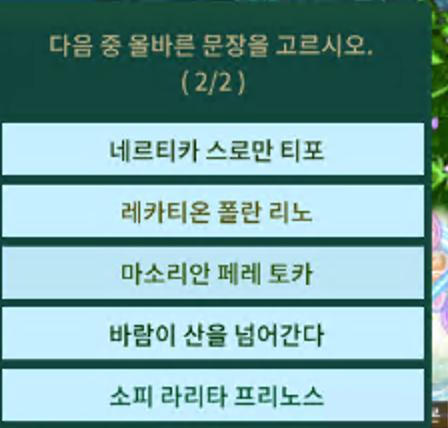 다음 중 올바른 문장을 고르시오.
( 2/2 )
네르티카 스로만 티포
레카티온 폴란 리노
마소리안 페레 토카
바람이 산을 넘어간다
소피 라리타 프리노스